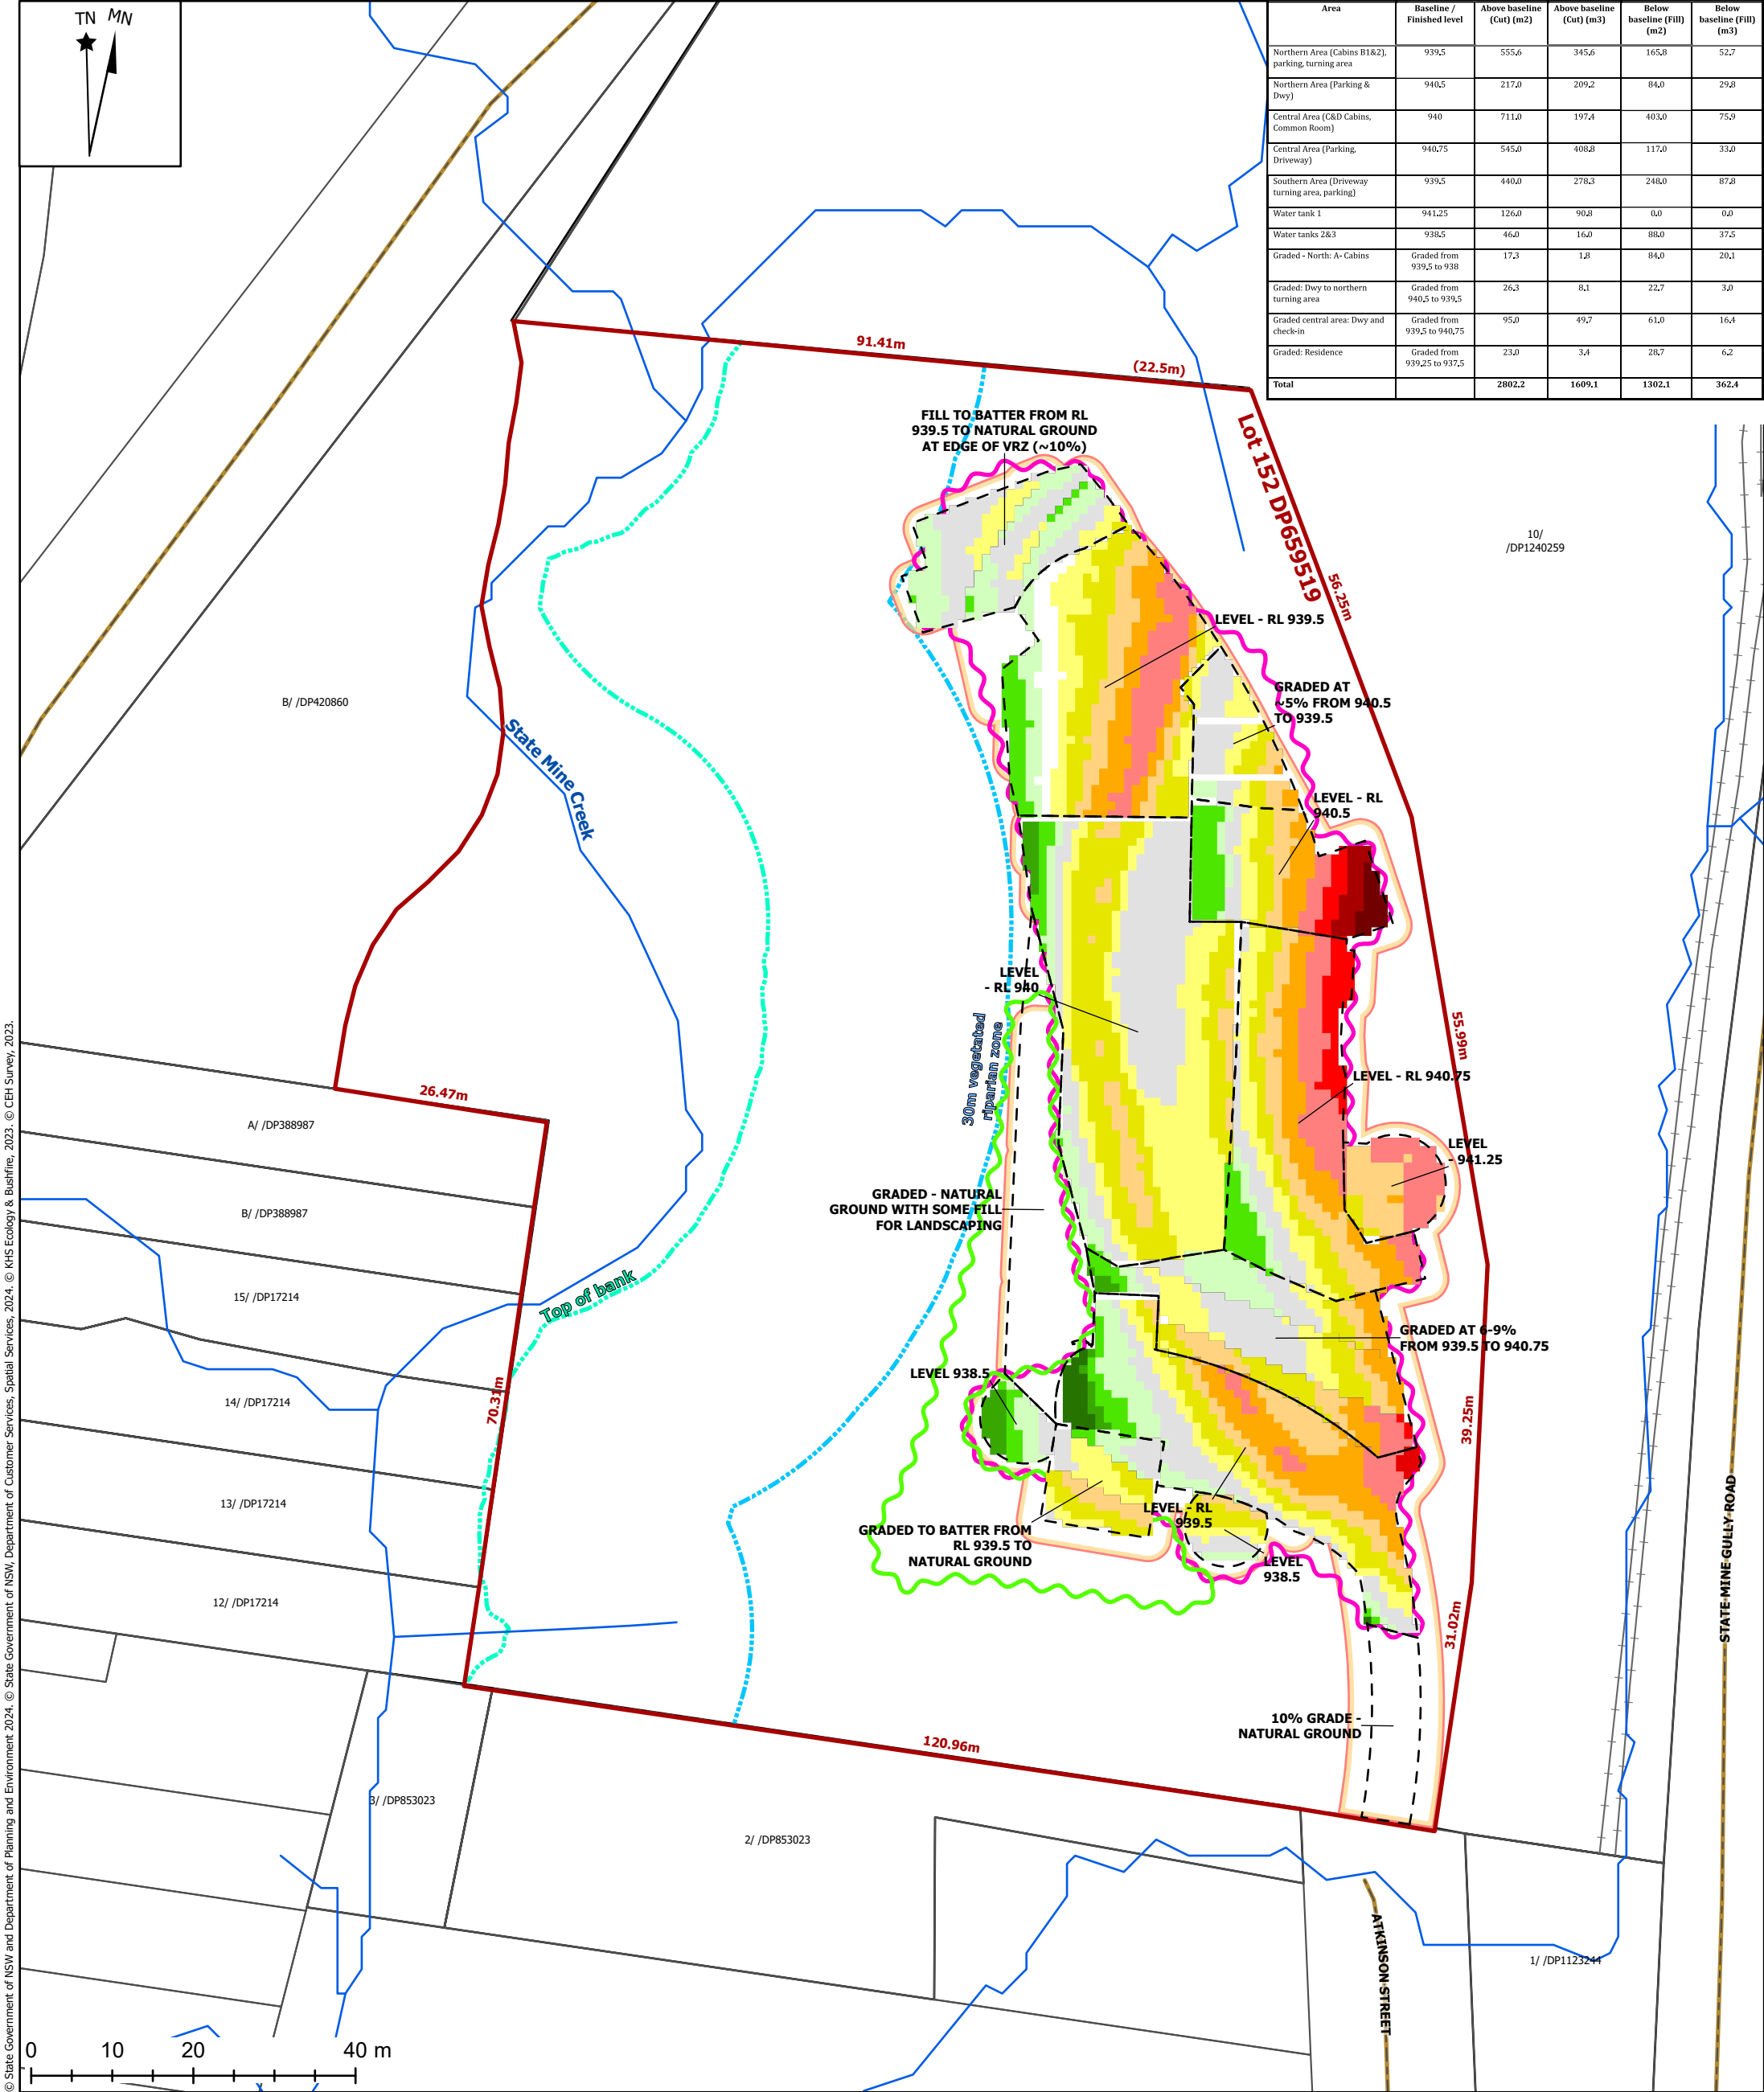 TN MN
Area Baseline / Finished level Above baseline (Cut) (m2) Above baseline (Cut) (m3) Below baseline (Fill) (m2) Below baseline (Fill) (m3)
Northern Area (Cabins B1&2), parking, turning area 939.5 555.6 345.6 165.8 52.7
Northern Area (Parking & Dwy) 940.5 217.0 209.2 84.0 29.8
Central Area (C&D Cabins, Common Room) 940 711.0 197.4 403.0 75.9
Central Area (Parking, Driveway) 940.75 545.0 408.8 117.0 33.0
Southern Area (Driveway turning area, parking) 939.5 440.0 278.3 248.0 87.8
Water tank 1 941.25 126.0 90.8 0.0 0.0
Water tanks 2&3 938.5 46.0 16.0 88.0 37.5
Graded - North: A- Cabins Graded from 939.5 to 938 17.3 1.8 84.0 20.1
Graded: Dwy to northern turning area Graded from 940.5 to 939.5 26.3 8.1 22.7 3.0
Graded central area: Dwy and check-in Graded from 939.5 to 940.75 95.0 49.7 61.0 16.4
Graded: Residence Graded from 939.25 to 937.5 23.0 3.4 28.7 6.2
Total 2802.2 1609.1 1302.1 362.4
91.41m
(22.5m)
FILL TO BATTER FROM RL
939.5 TO NATURAL GROUND
AT EDGE OF VRZ (~10%)
Lot 152 DP659519
56.25m
10/
/DP1240259
LEVEL - RL 939.5
GRADED AT
~5% FROM 940.5
TO 939.5
B/ /DP420860
State Mine Creek
LEVEL - RL
940.5
LEVEL
- RL 940
30m vegetated
riparian zone
55.99m
LEVEL - RL 940.75
26.47m
A/ /DP388987
LEVEL
- 941.25
GRADED - NATURAL
GROUND WITH SOME FILL
FOR LANDSCAPING
B/ /DP388987
15/ /DP17214
Top of bank
GRADED AT 6-9%
FROM 939.5 TO 940.75
LEVEL 938.5
70.31m
14/ /DP17214
39.25m
13/ /DP17214
LEVEL - RL
939.5
GRADED TO BATTER FROM
RL 939.5 TO
NATURAL GROUND
LEVEL
938.5
STATE MINE GULLY ROAD
12/ /DP17214
31.02m
10% GRADE -
NATURAL GROUND
120.96m
3/ /DP853023
2/ /DP853023
ATKINSON STREET
1/ /DP1123244
0 10 20 40 m
© State Government of NSW and Department of Planning and Environment 2024. © State Government of NSW, Department of Customer Services, Spatial Services, 2024. © KHS Ecology & Bushfire, 2023. © CEH Survey, 2023.